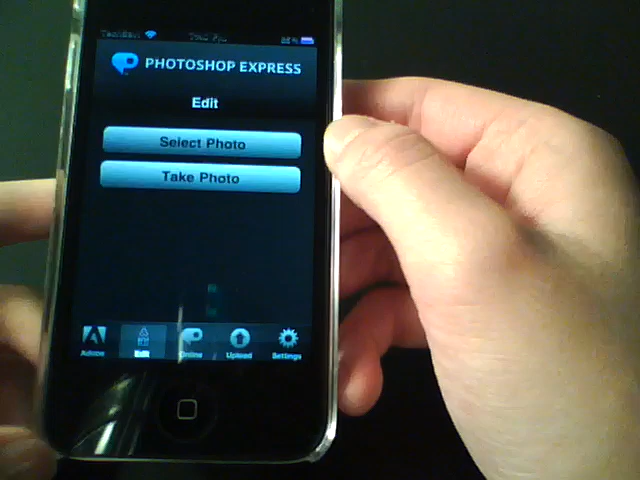 PHOTOSHOP EXPRESS
Edit
Select Photo
Take Photo
Adobe
Edit
Online
Upload
Settings